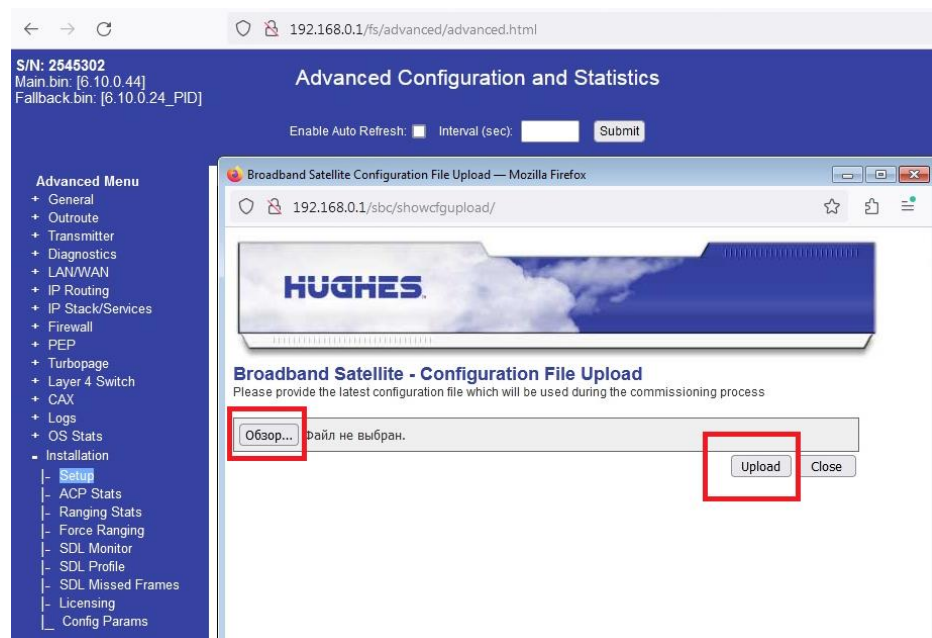 192.168.0.1/fs/advanced/advanced.html
S/N: 2545302
Main.bin: [6.10.0.44]
Fallback.bin: [6.10.0.24_PID]
Advanced Configuration and Statistics
Enable Auto Refresh: Interval (sec): Submit
Advanced Menu
+ General
+ Outroute
+ Transmitter
+ Diagnostics
+ LAN/WAN
+ IP Routing
+ IP Stack/Services
+ Firewall
+ PEP
+ Turbopage
+ Layer 4 Switch
+ CAX
+ Logs
+ OS Stats
- Installation
|- Setup
|- ACP Stats
|- Ranging Stats
|- Force Ranging
|- SDL Monitor
|- SDL Profile
|- SDL Missed Frames
|- Licensing
|_ Config Params
Broadband Satellite Configuration File Upload — Mozilla Firefox
192.168.0.1/sbc/showcfgupload/
HUGHES.
Broadband Satellite - Configuration File Upload
Please provide the latest configuration file which will be used during the commissioning process
Обзор... Файл не выбран.
Upload Close